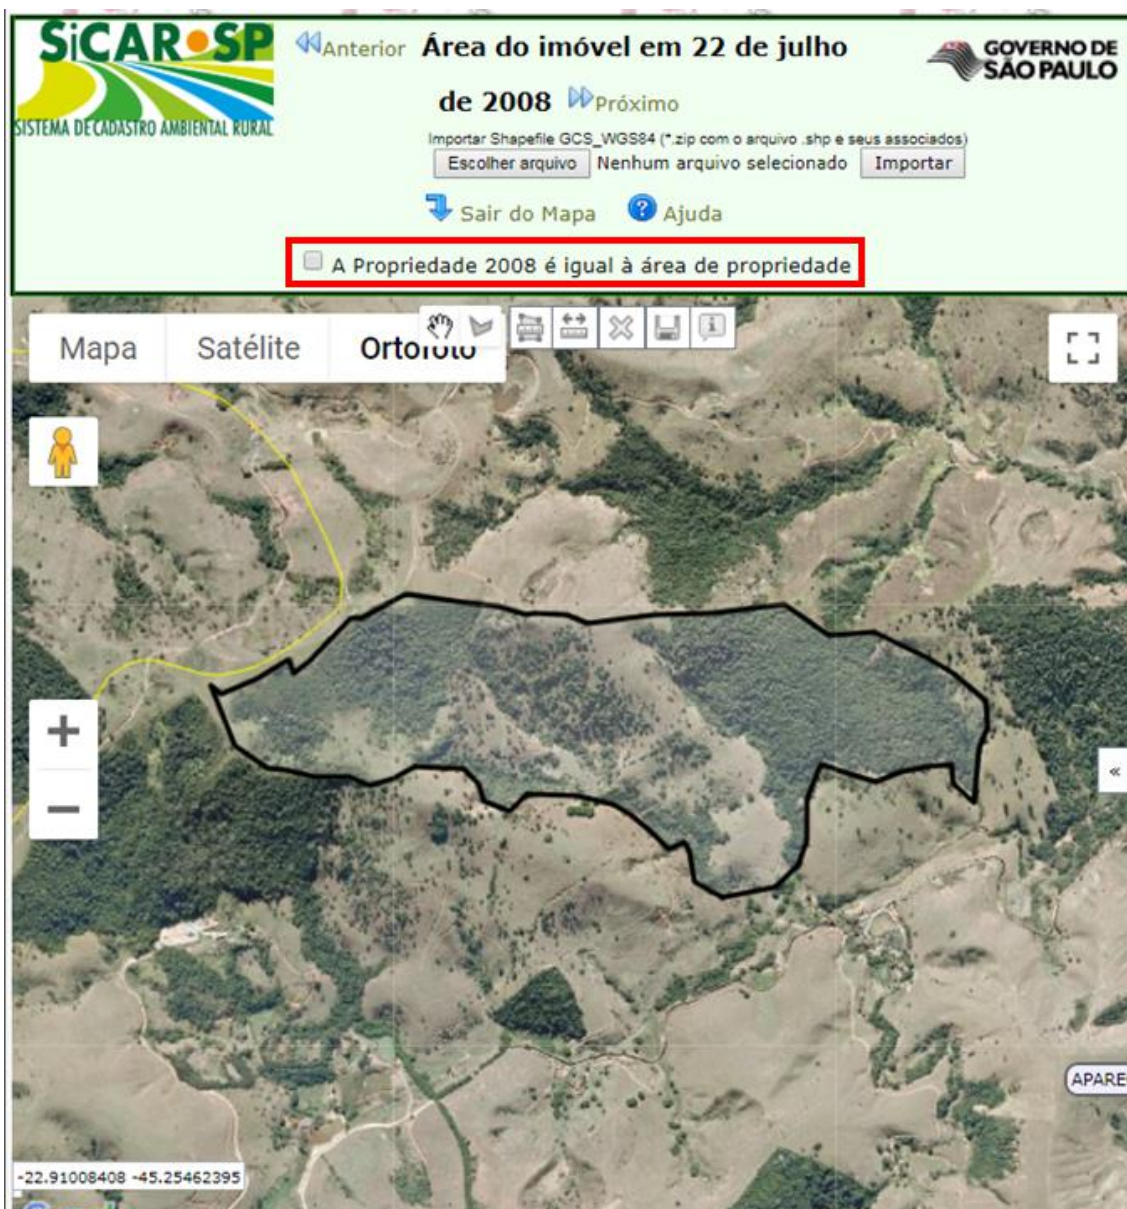 SiCAR SP
SISTEMA DE CADASTRO AMBIENTAL RURAL
Anterior Área do imóvel em 22 de julho
de 2008 Próximo
GOVERNO DE
SÃO PAULO
Importar Shapefile GCS_WGS84 (*.zip com o arquivo .shp e seus associados)
Escolher arquivo Nenhum arquivo selecionado Importar
Sair do Mapa ? Ajuda
A Propriedade 2008 é igual à área de propriedade
Mapa Satélite Ortofoto
+
«
−
APARE
-22.91008408 -45.25462395